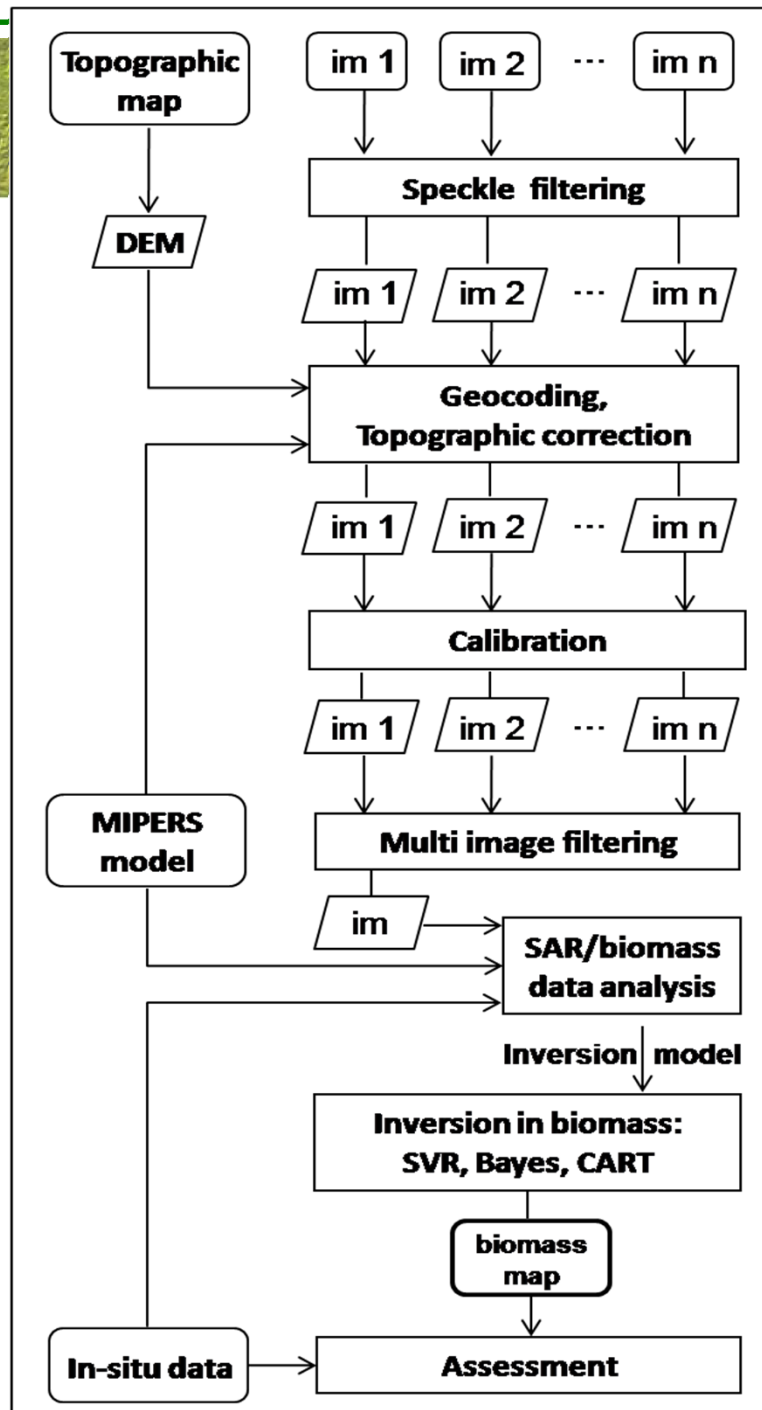 Topographic
map
im 1 im 2 ... im n
Speckle filtering
DEM
im 1 im 2 ... im n
Geocoding,
Topographic correction
im 1 im 2 ... im n
Calibration
im 1 im 2 ... im n
MIPERS
model
Multi image filtering
im
SAR/biomass
data analysis
Inversion model
Inversion in biomass:
SVR, Bayes, CART
biomass
map
In-situ data
Assessment